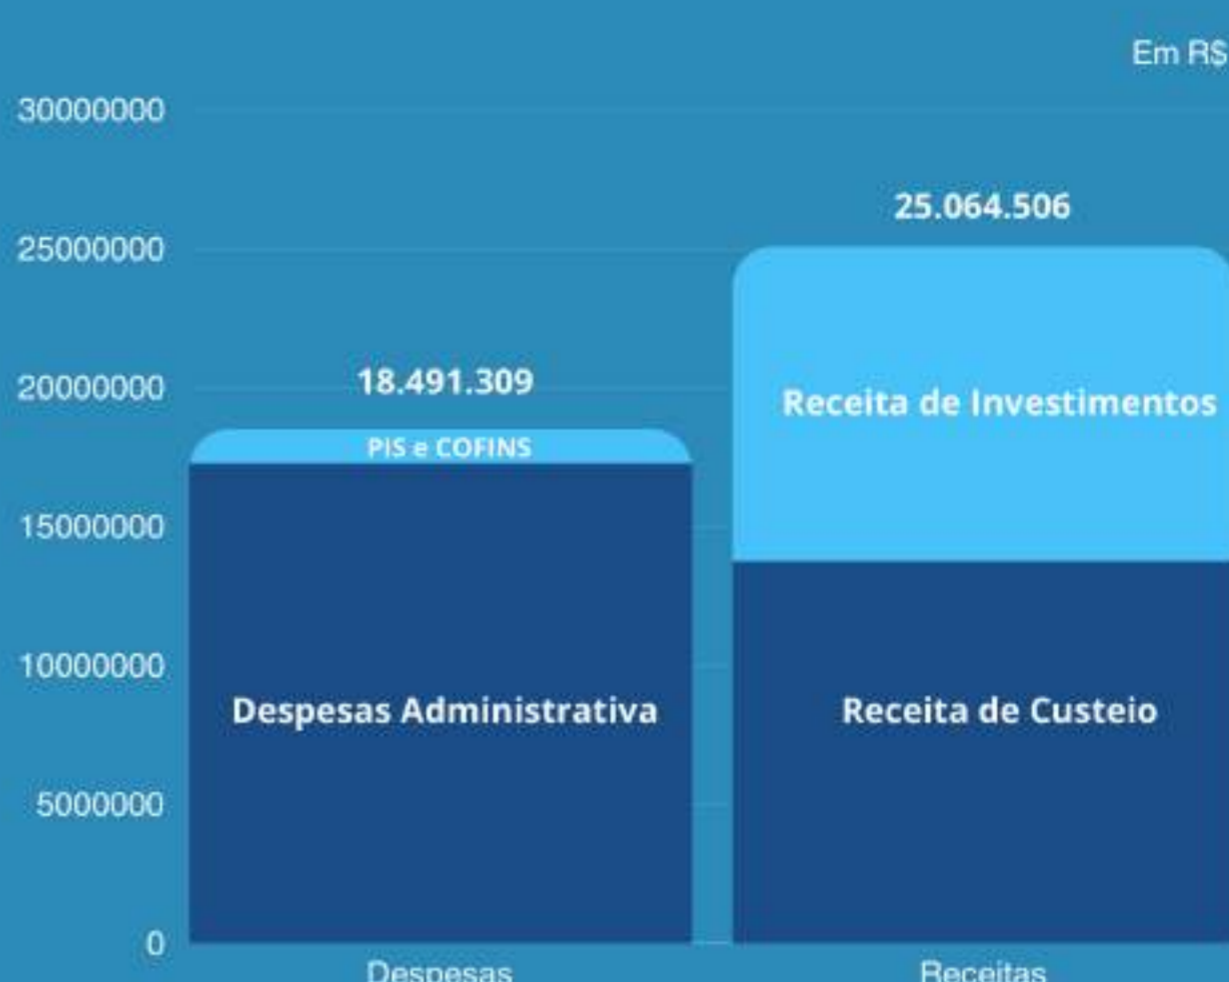 Em R$
30000000
25.064.506
25000000
18.491.309
20000000
Receita de Investimentos
PIS e COFINS
15000000
10000000
Despesas Administrativa
Receita de Custeio
5000000
0
Despesas
Receitas